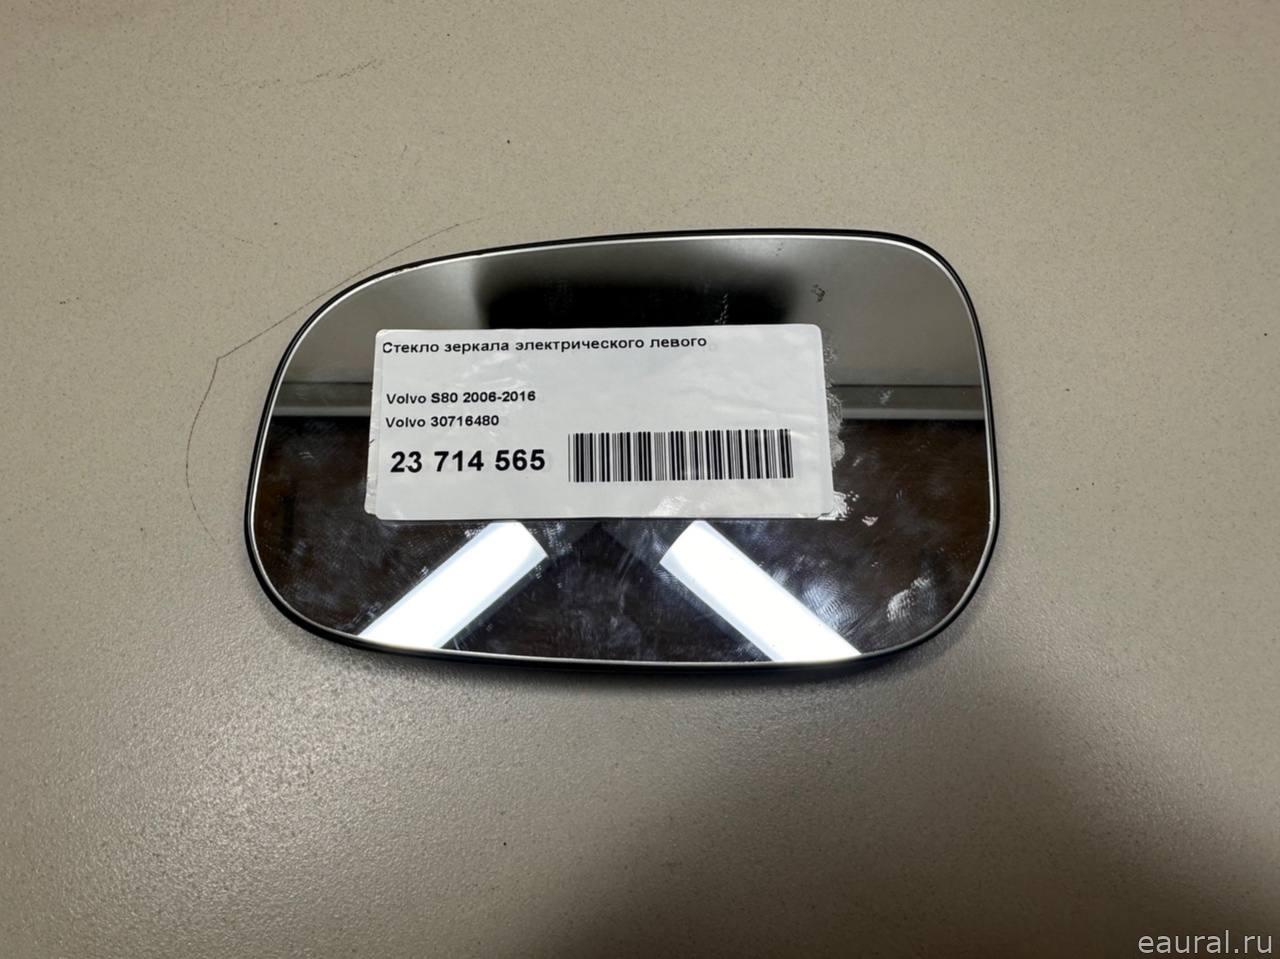 Стекло зеркала электрического левого
Volvo S80 2006-2016
Volvo 30716480
23 714 565
eaural.ru